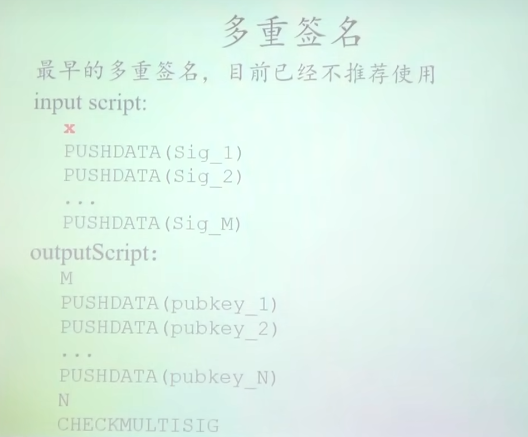 多重签名
最早的多重签名，目前已经不推荐使用
input script:
x
PUSHDATA(Sig_1)
PUSHDATA(Sig_2)
...
PUSHDATA(Sig_M)
outputScript:
M
PUSHDATA(pubkey_1)
PUSHDATA(pubkey_2)
...
PUSHDATA(pubkey_N)
N
CHECKMULTISIG